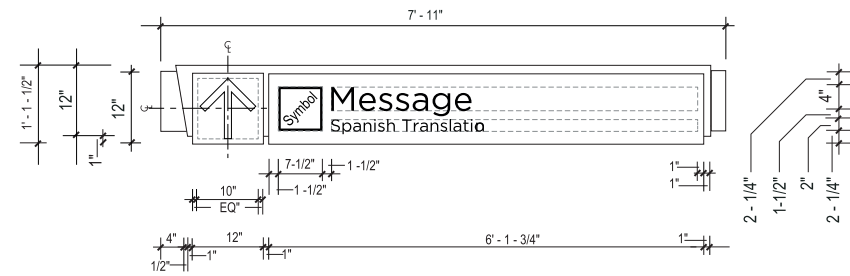 7' - 11"
℄
1' - 1 - 1/2"
12"
12"
℄
1"
Symbol
Message
Spanish Translatio
4"
7-1/2"
1 -1/2"
1 -1/2"
1"
1"
10"
EQ"
2 - 1/4"
1-1/2"
2"
2 - 1/4"
4"
12"
6' - 1 - 3/4"
1"
1/2"
1"
1"